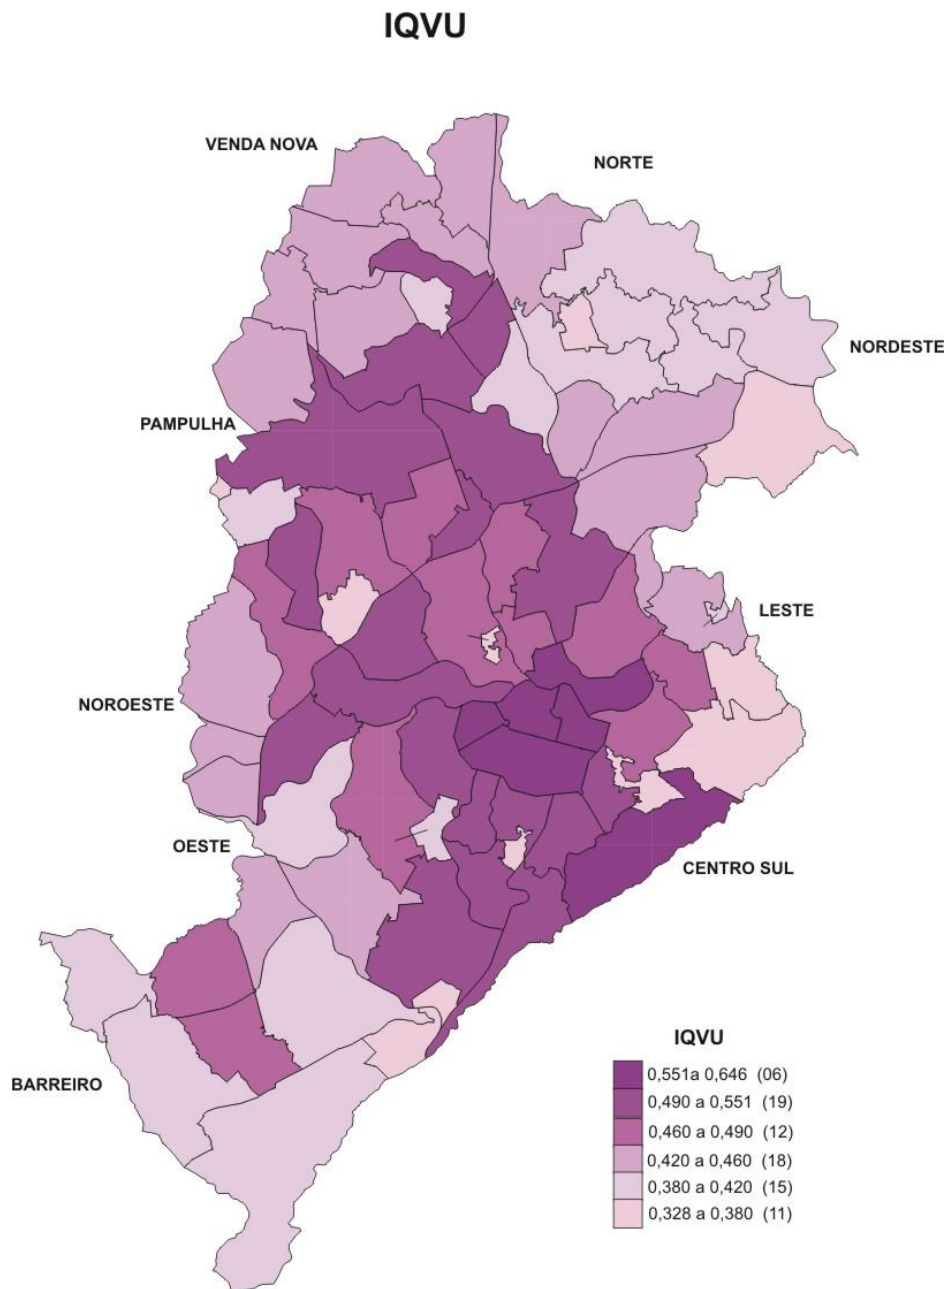 IQVU
VENDA NOVA
NORTE
NORDESTE
PAMPULHA
LESTE
NOROESTE
OESTE
CENTRO SUL
BARREIRO
IQVU
0,551a 0,646 (06)
0,490 a 0,551 (19)
0,460 a 0,490 (12)
0,420 a 0,460 (18)
0,380 a 0,420 (15)
0,328 a 0,380 (11)